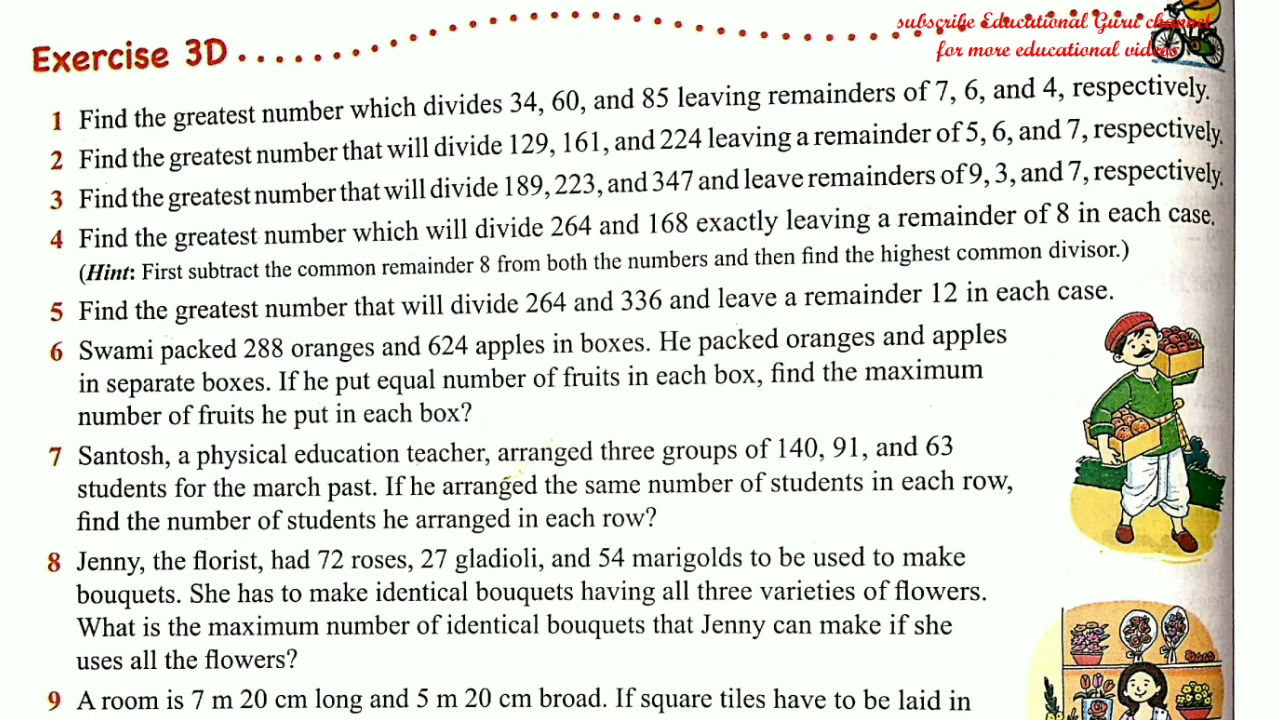 subscribe Educational Guru channel
for more educational videos
Exercise 3D
1 Find the greatest number which divides 34, 60, and 85 leaving remainders of 7, 6, and 4, respectively.
2 Find the greatest number that will divide 129, 161, and 224 leaving a remainder of 5, 6, and 7, respectively.
3 Find the greatest number that will divide 189, 223, and 347 and leave remainders of 9, 3, and 7, respectively.
4 Find the greatest number which will divide 264 and 168 exactly leaving a remainder of 8 in each case.
(Hint: First subtract the common remainder 8 from both the numbers and then find the highest common divisor.)
5 Find the greatest number that will divide 264 and 336 and leave a remainder 12 in each case.
6 Swami packed 288 oranges and 624 apples in boxes. He packed oranges and apples
in separate boxes. If he put equal number of fruits in each box, find the maximum
number of fruits he put in each box?
7 Santosh, a physical education teacher, arranged three groups of 140, 91, and 63
students for the march past. If he arranged the same number of students in each row,
find the number of students he arranged in each row?
8 Jenny, the florist, had 72 roses, 27 gladioli, and 54 marigolds to be used to make
bouquets. She has to make identical bouquets having all three varieties of flowers.
What is the maximum number of identical bouquets that Jenny can make if she
uses all the flowers?
9 A room is 7 m 20 cm long and 5 m 20 cm broad. If square tiles have to be laid in